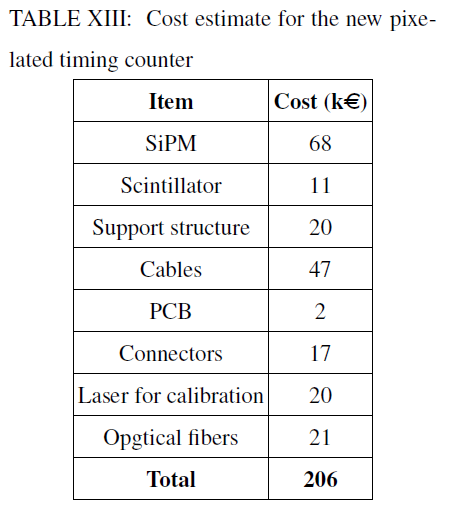 TABLE XIII: Cost estimate for the new pixe-
lated timing counter
Item Cost (k€)
SiPM 68
Scintillator 11
Support structure 20
Cables 47
PCB 2
Connectors 17
Laser for calibration 20
Opgtical fibers 21
Total 206